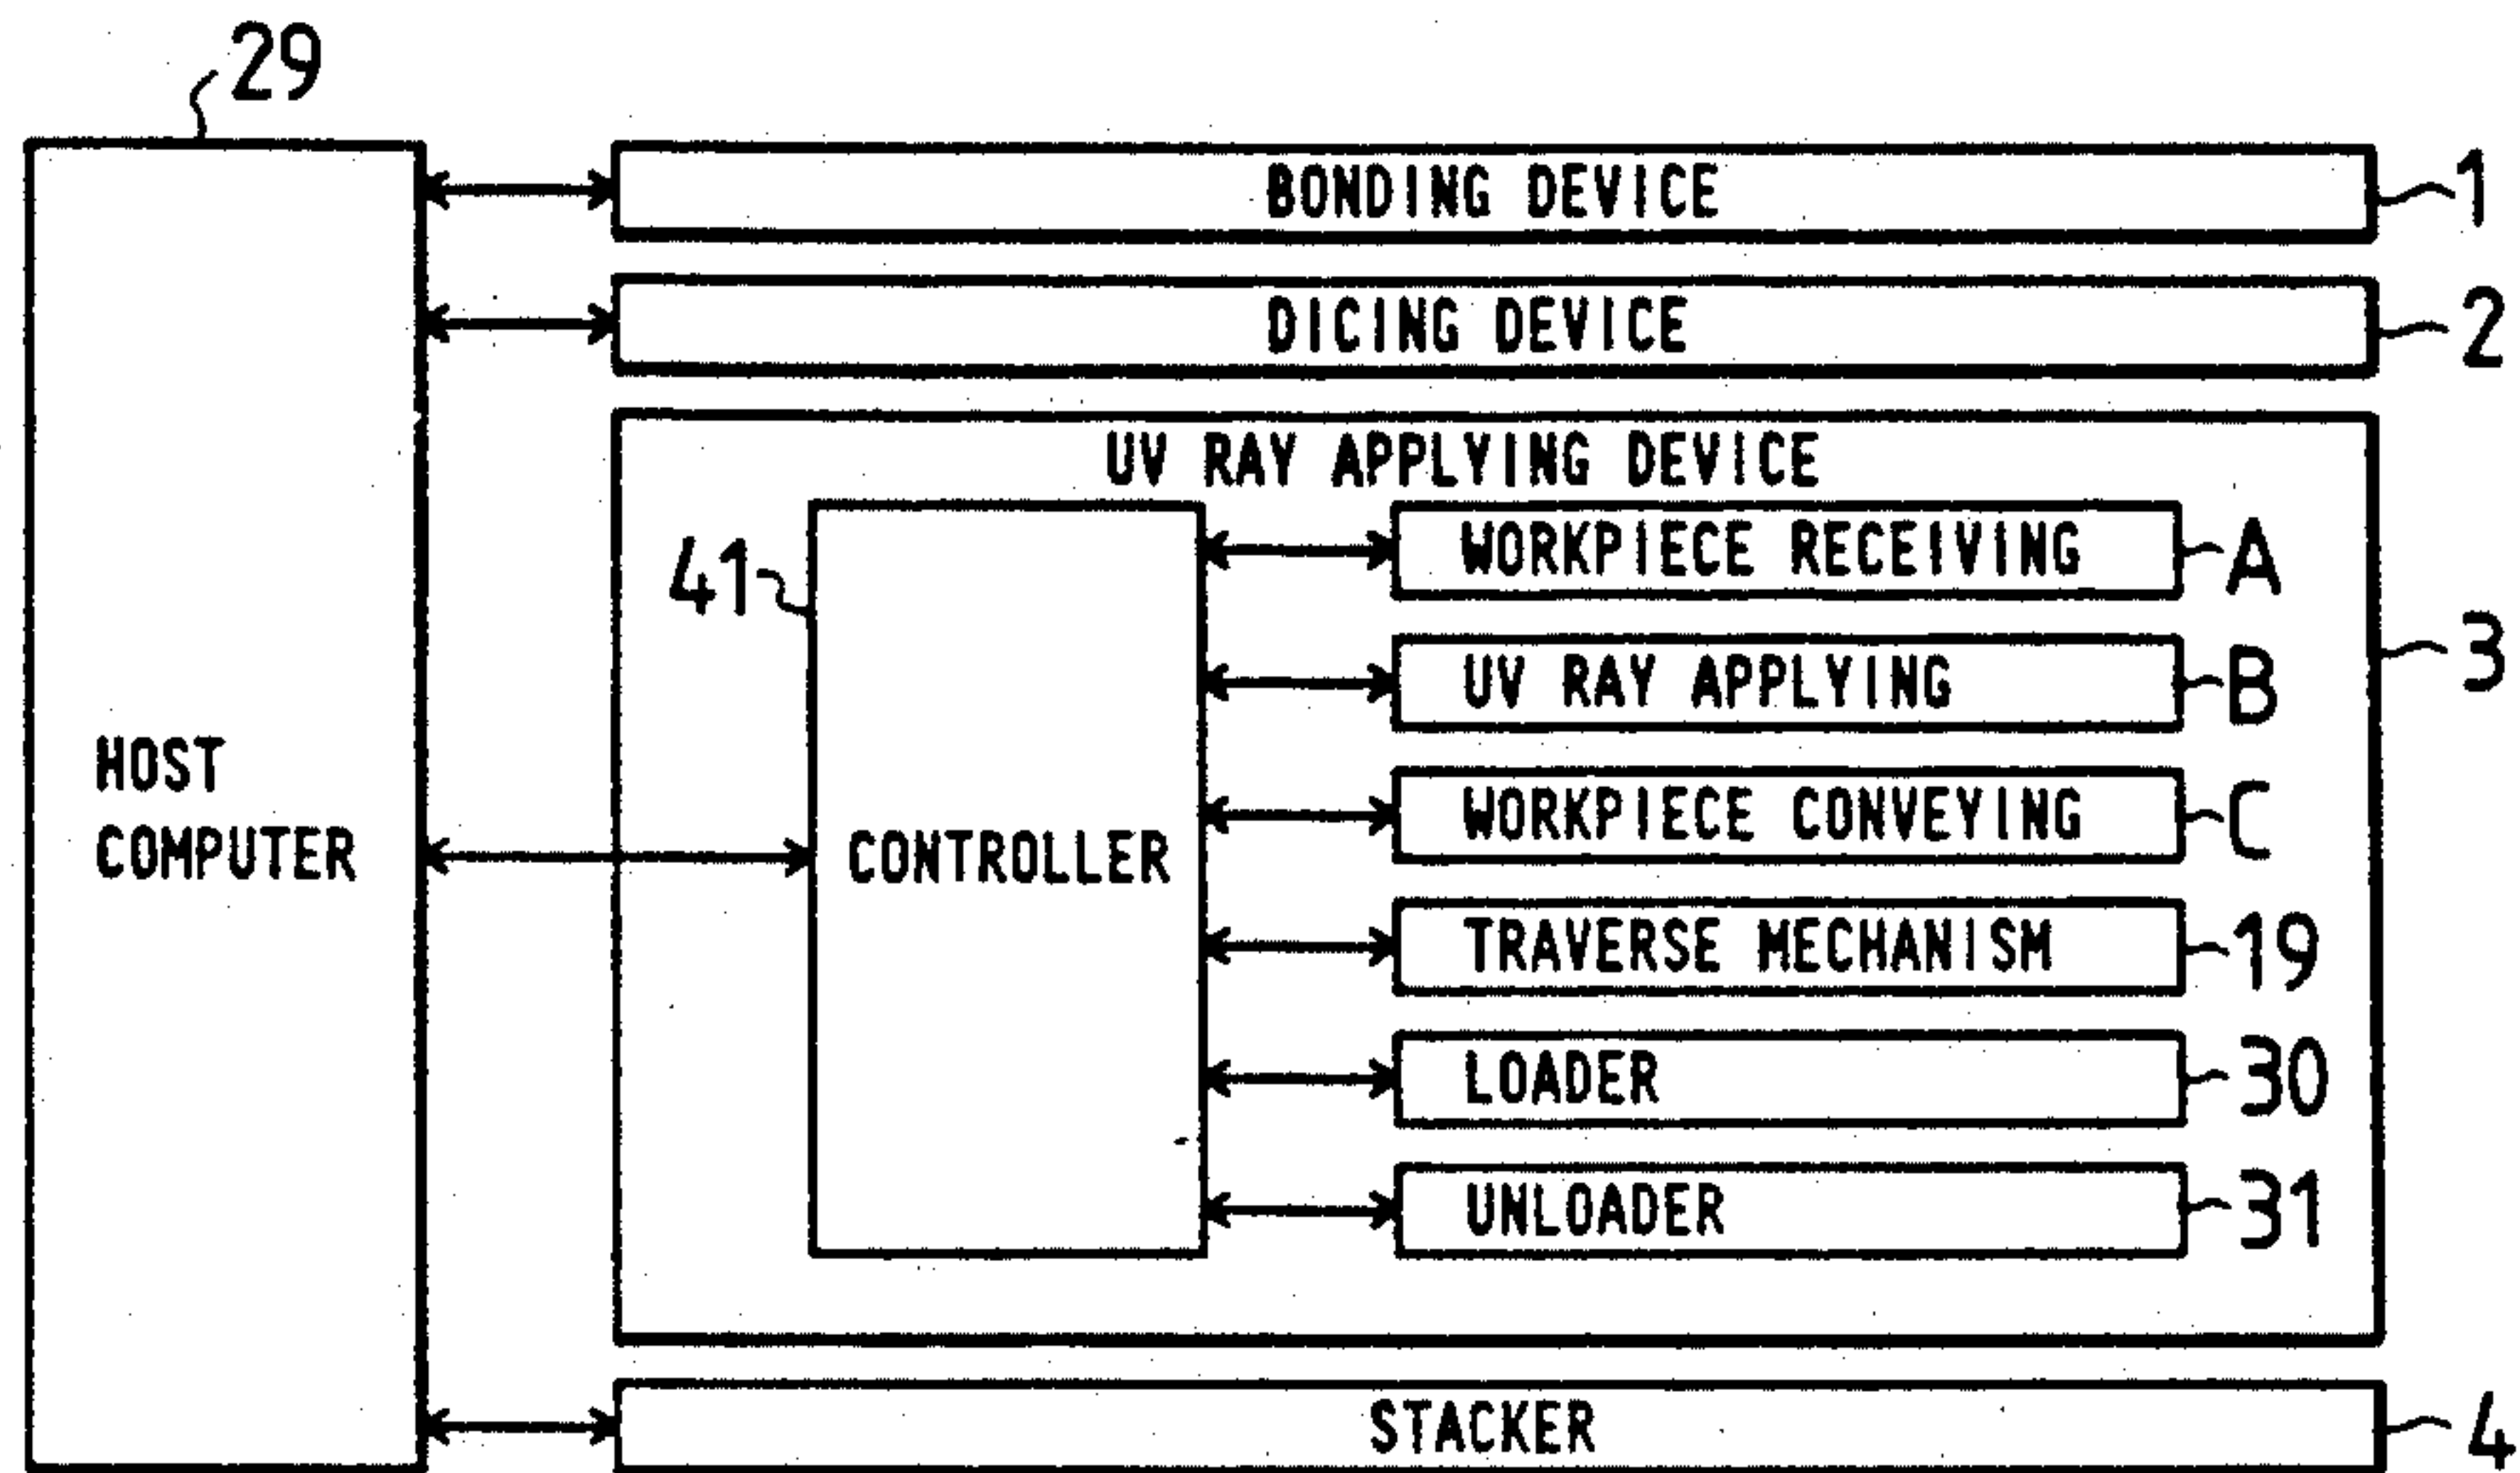 29
BONDING DEVICE
1
DICING DEVICE
2
UV RAY APPLYING DEVICE
3
41
CONTROLLER
WORKPIECE RECEIVING
A
UV RAY APPLYING
B
WORKPIECE CONVEYING
C
TRAVERSE MECHANISM
19
LOADER
30
UNLOADER
31
HOST
COMPUTER
STACKER
4